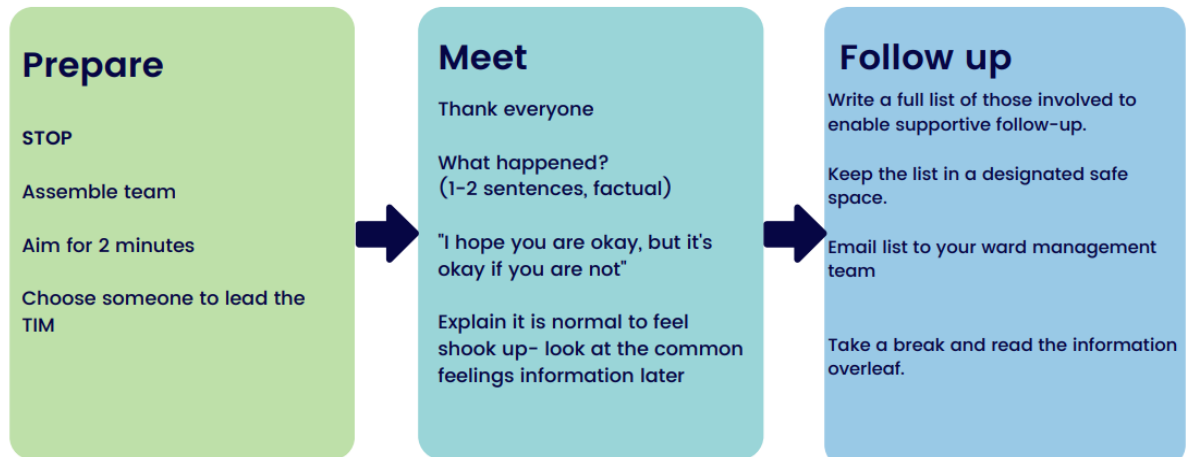 Prepare
STOP
Assemble team
Aim for 2 minutes
Choose someone to lead the
TIM
Meet
Thank everyone
What happened?
(1-2 sentences, factual)
"I hope you are okay, but it's
okay if you are not"
Explain it is normal to feel
shook up- look at the common
feelings information later
Follow up
Write a full list of those involved to
enable supportive follow-up.
Keep the list in a designated safe
space.
Email list to your ward management
team
Take a break and read the information
overleaf.